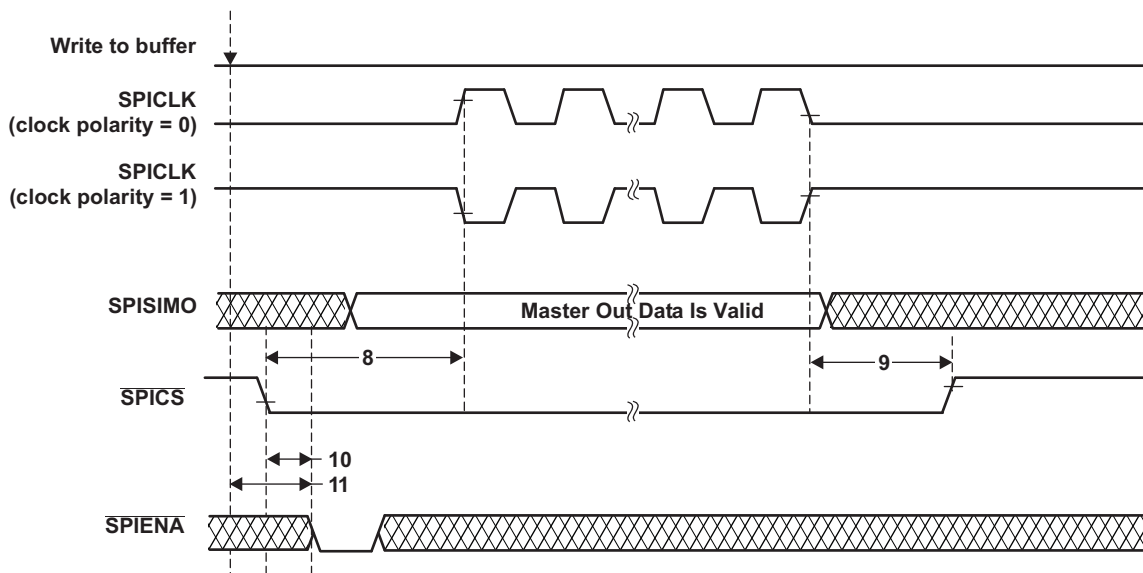 Write to buffer
SPICLK
(clock polarity = 0)
SPICLK
(clock polarity = 1)
SPISIMO
Master Out Data Is Valid
8
9
SPICS
10
11
SPIENA